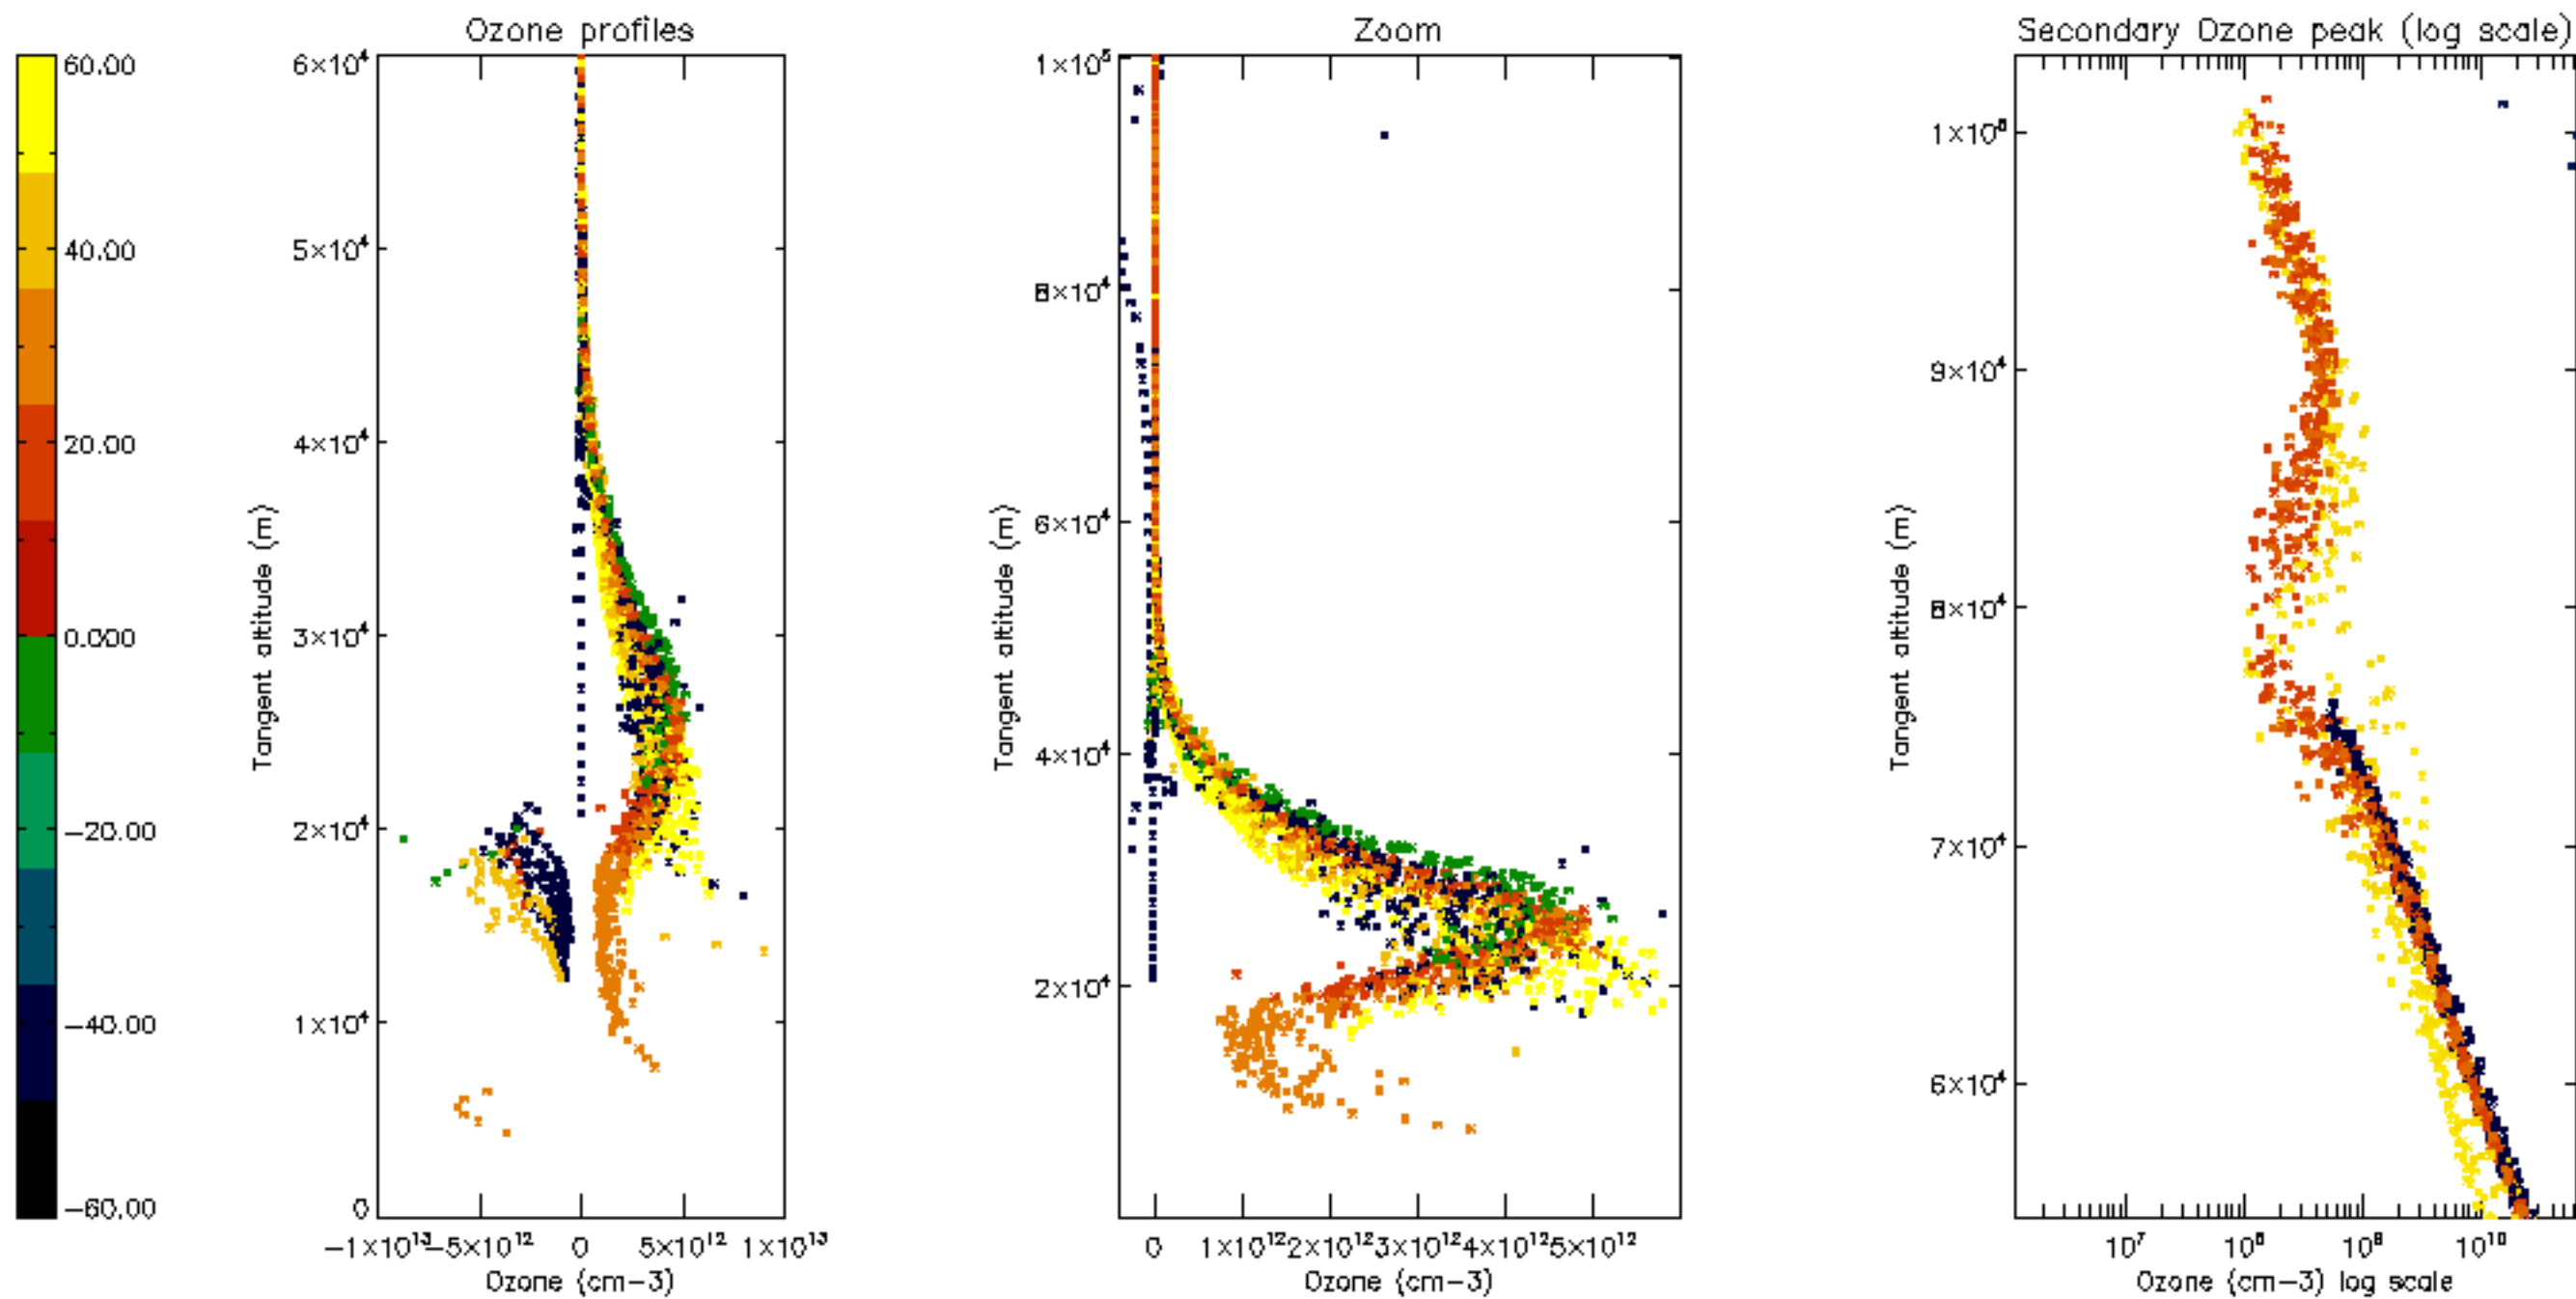 Ozone profiles
Zoom
Secondary Ozone peak (log scale)
60.00
40.00
20.00
0.000
−20.00
−40.00
−60.00
Tangent altitude (m)
6×10⁴
5×10⁴
4×10⁴
3×10⁴
2×10⁴
1×10⁴
0
−1×10¹³ −5×10¹² 0 5×10¹² 1×10¹³
Ozone (cm−3)
Tangent altitude (m)
1×10⁵
8×10⁴
6×10⁴
4×10⁴
2×10⁴
0 1×10¹² 2×10¹² 3×10¹² 4×10¹² 5×10¹²
Ozone (cm−3)
Tangent altitude (m)
1×10⁵
9×10⁴
8×10⁴
7×10⁴
6×10⁴
10⁷ 10⁸ 10⁹ 10¹⁰
Ozone (cm−3) log scale